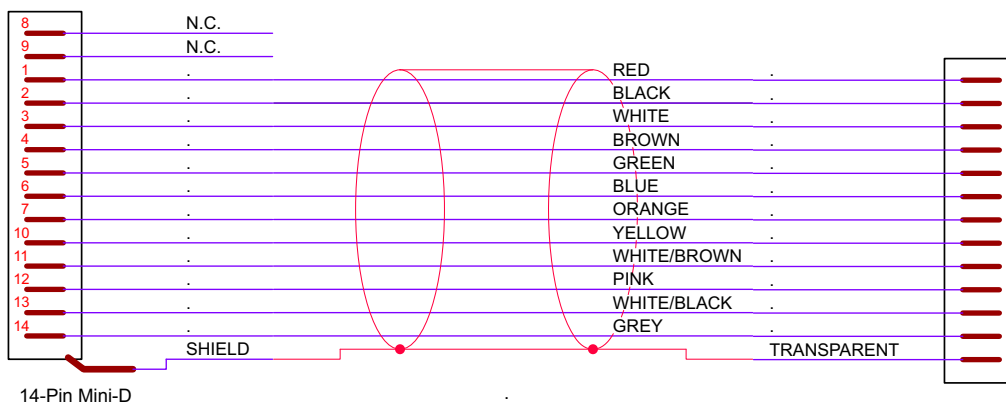 8 N.C.
9 N.C.
1 . RED .
2 . BLACK .
3 . WHITE .
4 . BROWN .
5 . GREEN .
6 . BLUE .
7 . ORANGE .
10 . YELLOW .
11 . WHITE/BROWN .
12 . PINK .
13 . WHITE/BLACK .
14 . GREY .
SHIELD TRANSPARENT
14-Pin Mini-D .